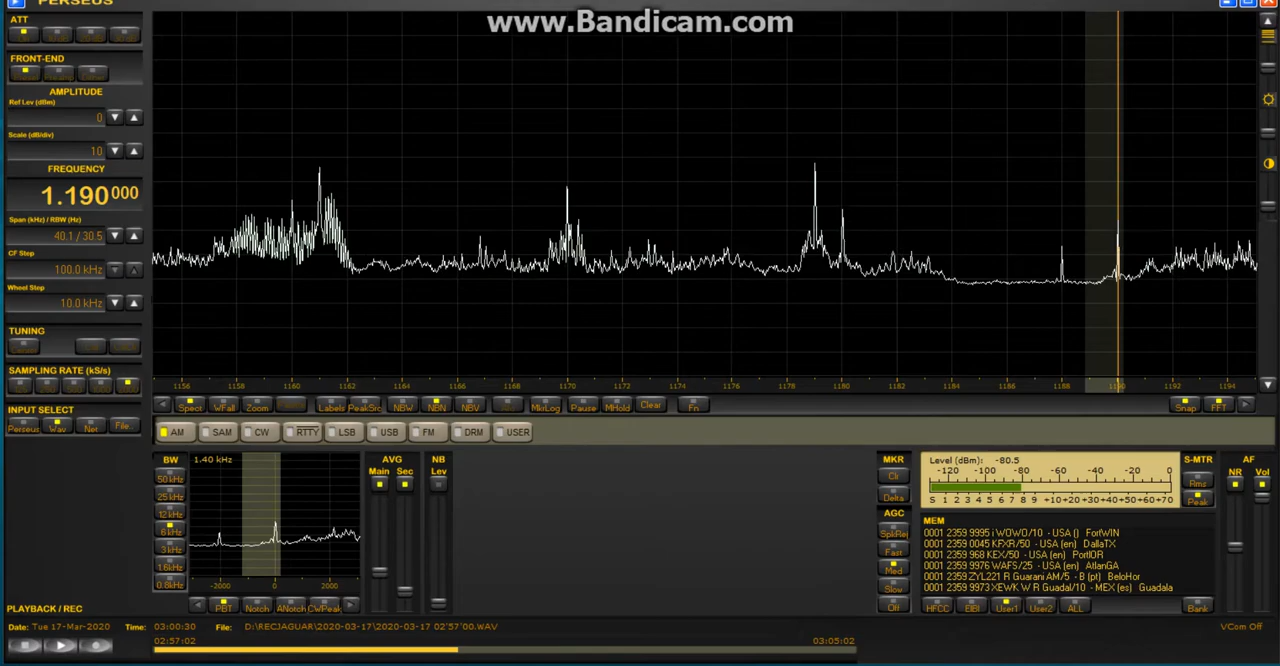 PERSEUS
www.Bandicam.com
ATT
FRONT-END
AMPLITUDE
Ref Lev (dBm)
0
Scale (dB/div)
10
FREQUENCY
1.190000
Span (kHz) / RBW (Hz)
40.1 / 30.5
CF Step
100.0 kHz
Wheel Step
10.0 kHz
TUNING
SAMPLING RATE (kS/s)
INPUT SELECT
Perseus Wav Net File..
1156 1158 1160 1162 1164 1166 1168 1170 1172 1174 1176 1178 1180 1182 1184 1186 1188 1190 1192 1194
Spect WFall Zoom Labels PeakSrc NBW NBN NBV MkrLog Pause MHold Clear Fn Snap FFT
AM SAM CW RTTY LSB USB FM DRM USER
BW
50 kHz
25 kHz
12 kHz
6 kHz
3 kHz
1.6 kHz
0.8 kHz
1.40 kHz
-2000 0 2000
PBT Notch ANotch CWPeak
AVG
Main Sec
NB
Lev
MKR
Clr
Delta
AGC
SpkRej
Fast
Med
Slow
Off
Level (dBm): -80.5
-120 -100 -80 -60 -40 -20 0
S 1 2 3 4 5 6 7 8 9 +10+20+30+40+50+60+70
S-MTR
Rms
Peak
AF
NR Vol
MEM
0001 2359 9995 i WOWO/10 - USA () FortWIN
0001 2359 0045 KFXR/50 - USA (en) DallaTX
0001 2359 968 KEX/50 - USA (en) PortlOR
0001 2359 9976 WAFS/25 - USA (en) AtlanGA
0001 2359 ZYL221 R Guarani AM/5 - B (pt) BeloHor
0001 2359 9973 XEWK W R Guadal/10 - MEX (es) Guadala
HFCC EIBI User1 User2 ALL Bank
PLAYBACK / REC
Date: Tue 17-Mar-2020 Time: 03:00:30 File: D:\RECJAGUAR\2020-03-17\2020-03-17 02'57'00.WAV
VCom Off
02:57:02 03:05:02